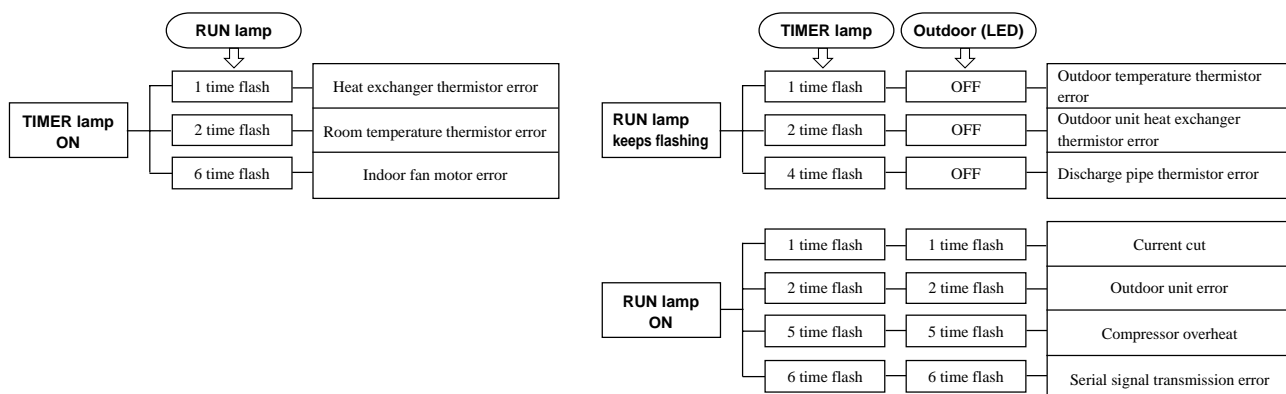 RUN lamp
1 time flash
Heat exchanger thermistor error
TIMER lamp
ON
2 time flash
Room temperature thermistor error
6 time flash
Indoor fan motor error
TIMER lamp
Outdoor (LED)
RUN lamp
keeps flashing
1 time flash
OFF
Outdoor temperature thermistor
error
2 time flash
OFF
Outdoor unit heat exchanger
thermistor error
4 time flash
OFF
Discharge pipe thermistor error
RUN lamp
ON
1 time flash
1 time flash
Current cut
2 time flash
2 time flash
Outdoor unit error
5 time flash
5 time flash
Compressor overheat
6 time flash
6 time flash
Serial signal transmission error